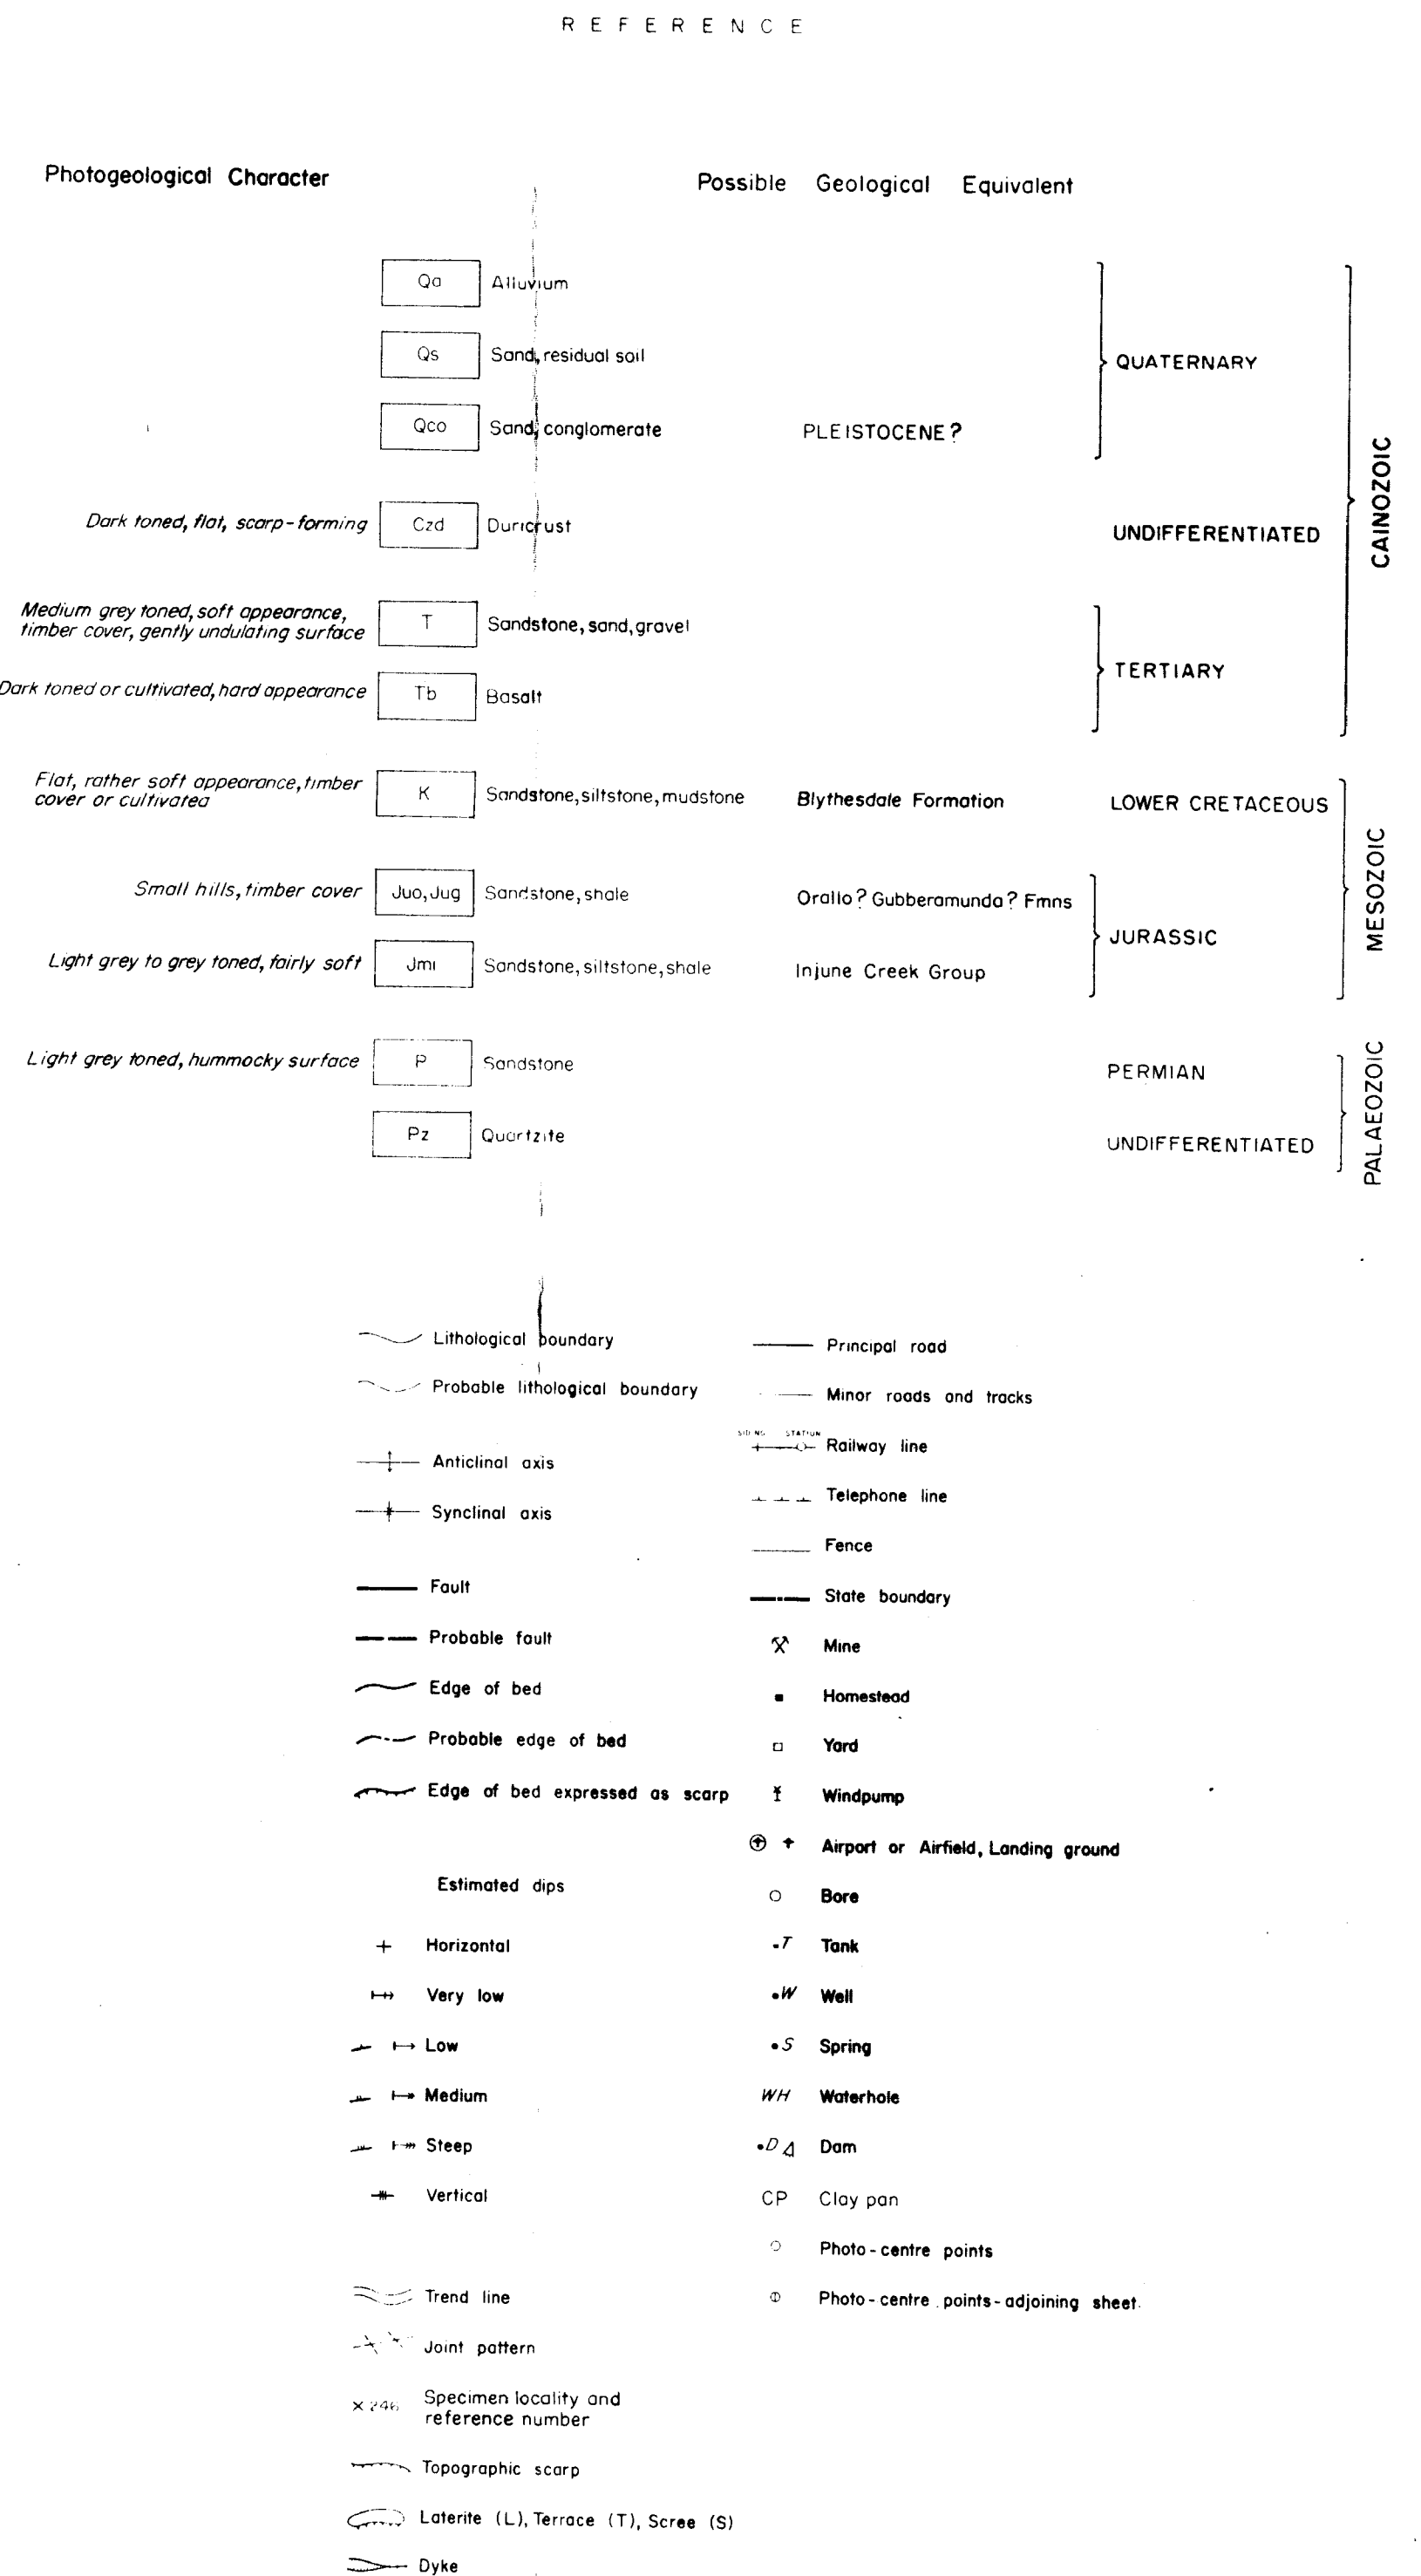 REFERENCE
Photogeological Character
Possible Geological Equivalent
Qa Alluvium
Qs Sand, residual soil
QUATERNARY
Qco Sand, conglomerate PLEISTOCENE?
CAINOZOIC
Dark toned, flat, scarp-forming Czd Duricrust UNDIFFERENTIATED
Medium grey toned, soft appearance,
timber cover, gently undulating surface T Sandstone, sand, gravel
TERTIARY
Dark toned or cultivated, hard appearance Tb Basalt
Flat, rather soft appearance, timber
cover or cultivated K Sandstone, siltstone, mudstone Blythesdale Formation LOWER CRETACEOUS
MESOZOIC
Small hills, timber cover Juo, Jug Sandstone, shale Orallo? Gubberamunda? Fmns
JURASSIC
Light grey to grey toned, fairly soft Jmi Sandstone, siltstone, shale Injune Creek Group
Light grey toned, hummocky surface P Sandstone PERMIAN
PALAEOZOIC
Pz Quartzite UNDIFFERENTIATED
Lithological boundary
Probable lithological boundary
Anticlinal axis
Synclinal axis
Fault
Probable fault
Edge of bed
Probable edge of bed
Edge of bed expressed as scarp
Estimated dips
Horizontal
Very low
Low
Medium
Steep
Vertical
Trend line
Joint pattern
X 246 Specimen locality and
reference number
Topographic scarp
Laterite (L), Terrace (T), Scree (S)
Dyke
Principal road
Minor roads and tracks
SIDING STATION
Railway line
Telephone line
Fence
State boundary
Mine
Homestead
Yard
Windpump
Airport or Airfield, Landing ground
Bore
T Tank
W Well
S Spring
WH Waterhole
D Dam
CP Clay pan
Photo-centre points
Photo-centre points-adjoining sheet